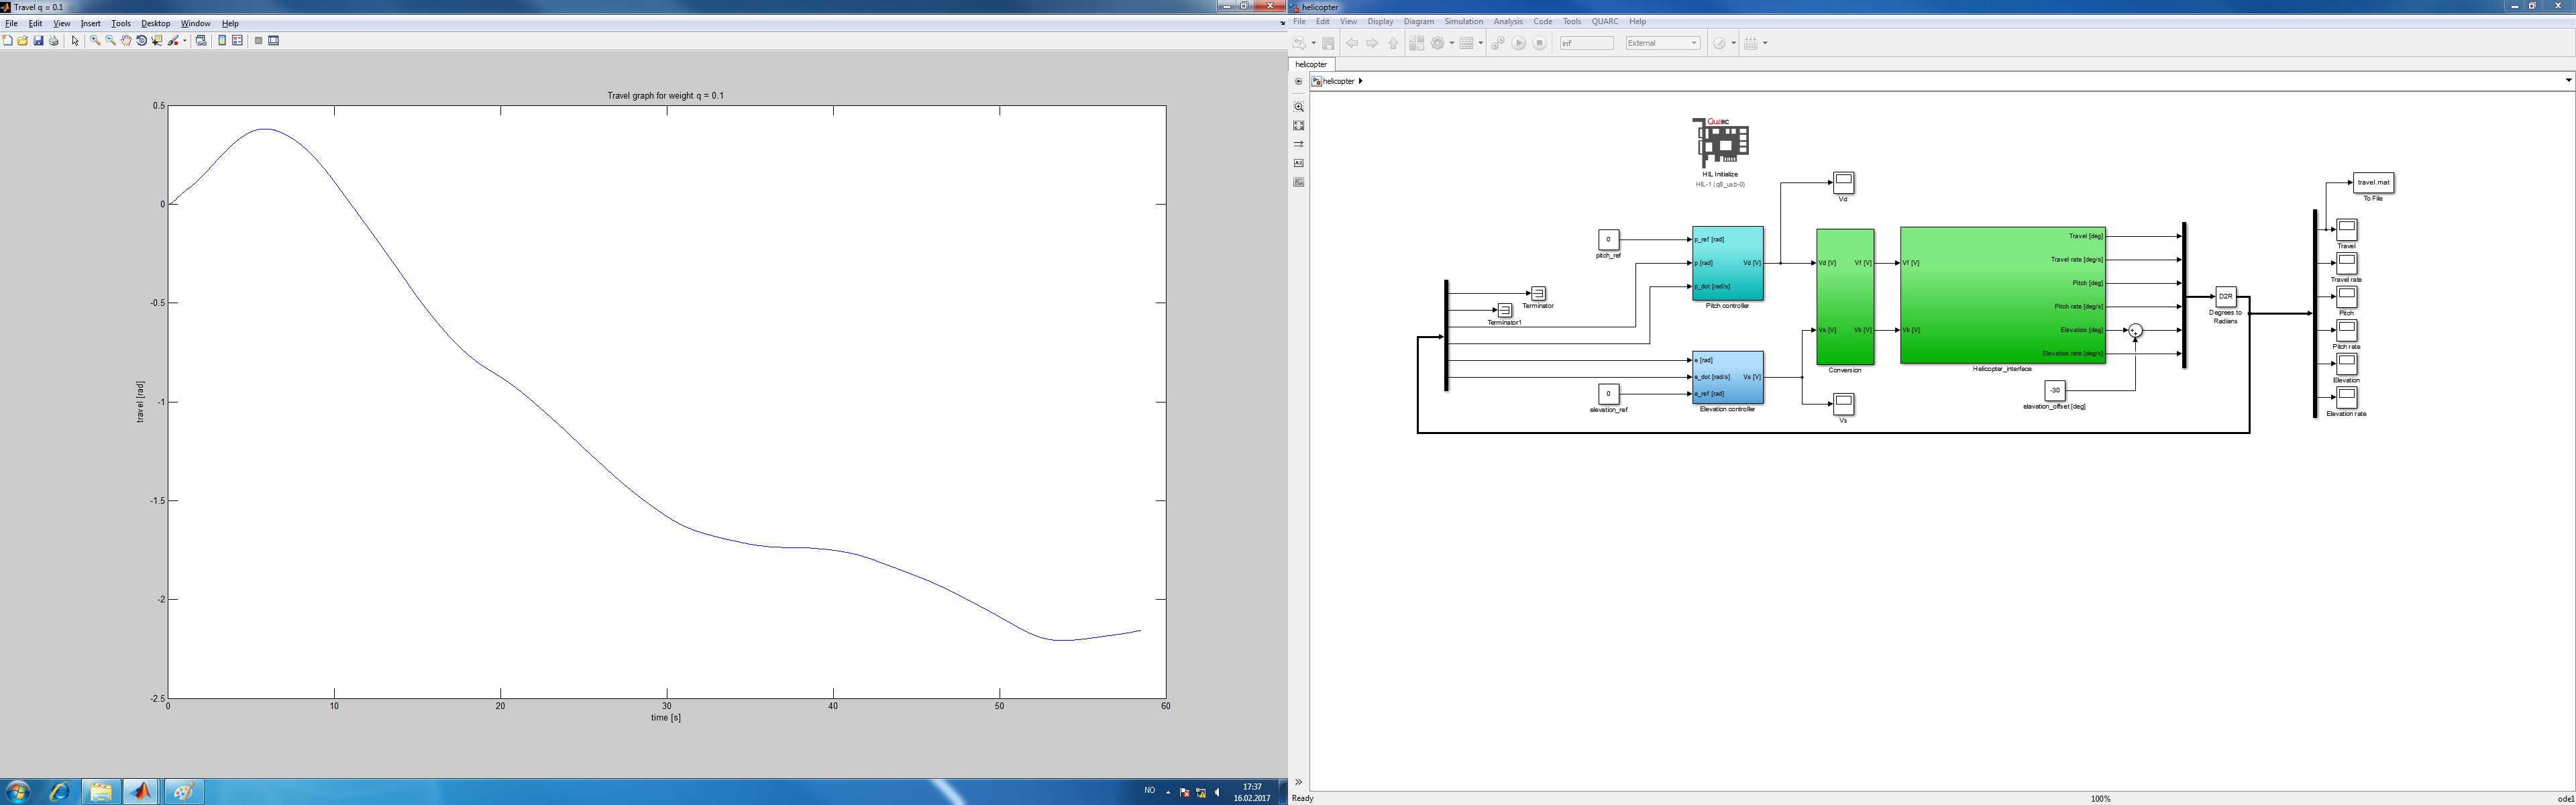 Travel q = 0.1
File Edit View Insert Tools Desktop Window Help
Travel graph for weight q = 0.1
0.5
0
-0.5
-1
-1.5
-2
-2.5
travel [rad]
0 10 20 30 40 50 60
time [s]
NO
17:37
16.02.2017
helicopter
File Edit View Display Diagram Simulation Analysis Code Tools QUARC Help
inf
External
helicopter
helicopter
QUARC
HIL Initialize
HIL-1 (q8_usb-0)
Vd
travel.mat
To File
0
pitch_ref
p_ref [rad]
p [rad]
p_dot [rad/s]
Vd [V]
Pitch controller
Terminator
Terminator1
e [rad]
e_dot [rad/s]
e_ref [rad]
Vs [V]
Elevation controller
0
elevation_ref
Vd [V]
Vs [V]
Vf [V]
Vb [V]
Conversion
Vs
Vf [V]
Vb [V]
Travel [deg]
Travel rate [deg/s]
Pitch [deg]
Pitch rate [deg/s]
Elevation [deg]
Elevation rate [deg/s]
Helicopter_interface
-30
elavation_offset [deg]
D2R
Degrees to
Radians
Travel
Travel rate
Pitch
Pitch rate
Elevation
Elevation rate
Ready
100%
ode1